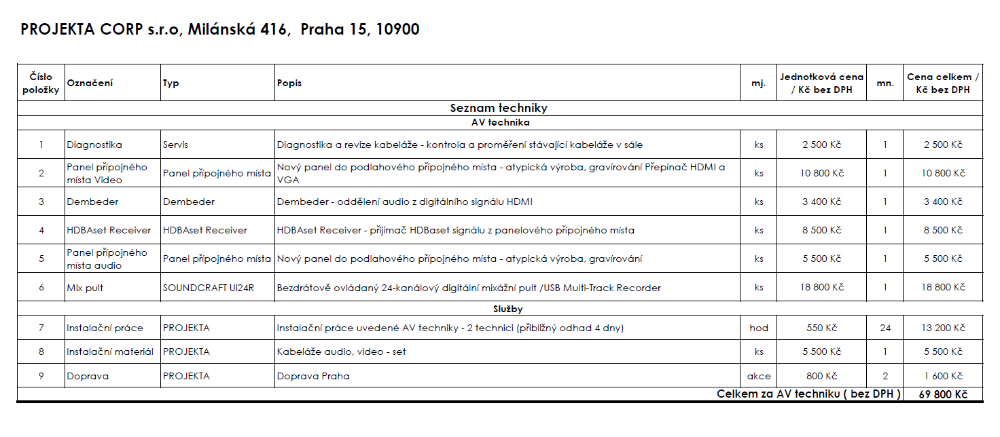 PROJEKTA CORP s.r.o, Milánská 416, Praha 15, 10900
Číslo položky Označení Typ Popis mj. Jednotková cena / Kč bez DPH mn. Cena celkem / Kč bez DPH
Seznam techniky
AV technika
1 Diagnostika Servis Diagnostika a revize kabeláže - kontrola a proměření stávající kabeláže v sále ks 2 500 Kč 1 2 500 Kč
2 Panel přípojného místa Video Panel přípojného místa Nový panel do podlahového přípojného místa - atypická výroba, gravírování Přepínač HDMI a VGA ks 10 800 Kč 1 10 800 Kč
3 Dembeder Dembeder Dembeder - oddělení audio z digitálního signálu HDMI ks 3 400 Kč 1 3 400 Kč
4 HDBAset Receiver HDBAset Receiver HDBAset Receiver - přijímač HDBaset signálu z panelového přípojného místa ks 8 500 Kč 1 8 500 Kč
5 Panel přípojného místa audio Panel přípojného místa Nový panel do podlahového přípojného místa - atypická výroba, gravírování ks 5 500 Kč 1 5 500 Kč
6 Mix pult SOUNDCRAFT Ui24R Bezdrátově ovládaný 24-kanálový digitální mixážní pult /USB Multi-Track Recorder ks 18 800 Kč 1 18 800 Kč
Služby
7 Instalační práce PROJEKTA Instalační práce uvedené AV techniky - 2 technici (přibližný odhad 4 dny) hod 550 Kč 24 13 200 Kč
8 Instalační materiál PROJEKTA Kabeláže audio, video - set ks 5 500 Kč 1 5 500 Kč
9 Doprava PROJEKTA Doprava Praha akce 800 Kč 2 1 600 Kč
Celkem za AV techniku ( bez DPH ) 69 800 Kč